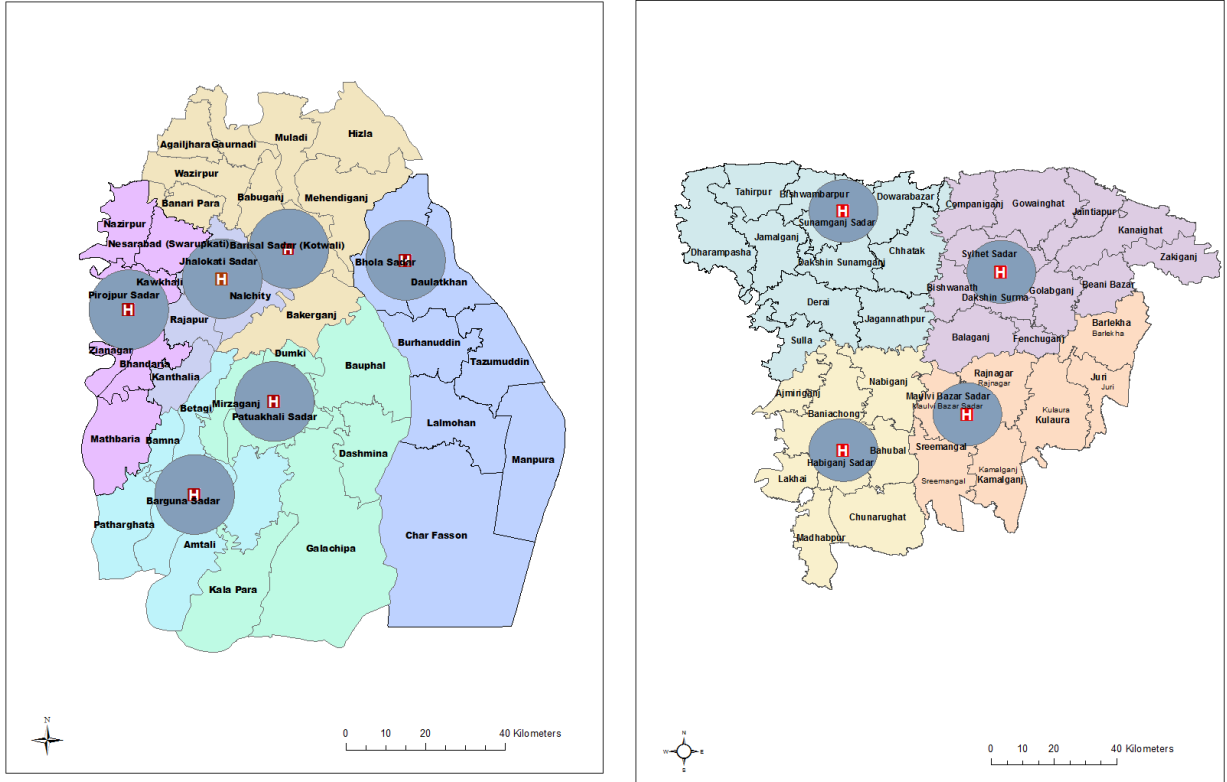 Hizla
Muladi
Agailjhara Gaurnadi
Wazirpur
Babuganj
Mehendiganj
Banari Para
Nazirpur
Nesarabad (Swarupkati)
Barisal Sadar (Kotwali)
H
Jhalokati Sadar
H
Bhola Sadar
H
Kawkhali
Daulatkhan
Pirojpur Sadar
H
Nalchity
Rajapur
Bakerganj
Zianagar
Dumki
Burhanuddin
Bhandaria
Bauphal
Tazumuddin
Kanthalia
Betagi
Mirzaganj
H
Patuakhali Sadar
Lalmohan
Mathbaria
Bamna
Dashmina
Manpura
H
Barguna Sadar
Patharghata
Amtali
Char Fasson
Galachipa
Kala Para
N
0 10 20 40 Kilometers
Tahirpur
Bishwambarpur
Dowarabazar
Companiganj
Gowainghat
Jaintiapur
H
Sunamganj Sadar
Kanaighat
Jamalganj
Dharampasha
Chhatak
Dakshin Sunamganj
Sylhet Sadar
H
Zakiganj
Bishwanath
Dakshin Surma
Golabganj
Beani Bazar
Derai
Jagannathpur
Sulla
Balaganj
Fenchuganj
Barlekha
Barlekha
Rajnagar
Rajnagar
Juri
Juri
Nabiganj
Ajmiriganj
Maulvi Bazar Sadar
Maulvi Bazar Sadar
H
Baniachong
Kulaura
Kulaura
H
Habiganj Sadar
Bahubal
Sreemangal
Sreemangal
Lakhai
Kamalganj
Kamalganj
Chunarughat
Madhabpur
N
W E
S
0 10 20 40 Kilometers